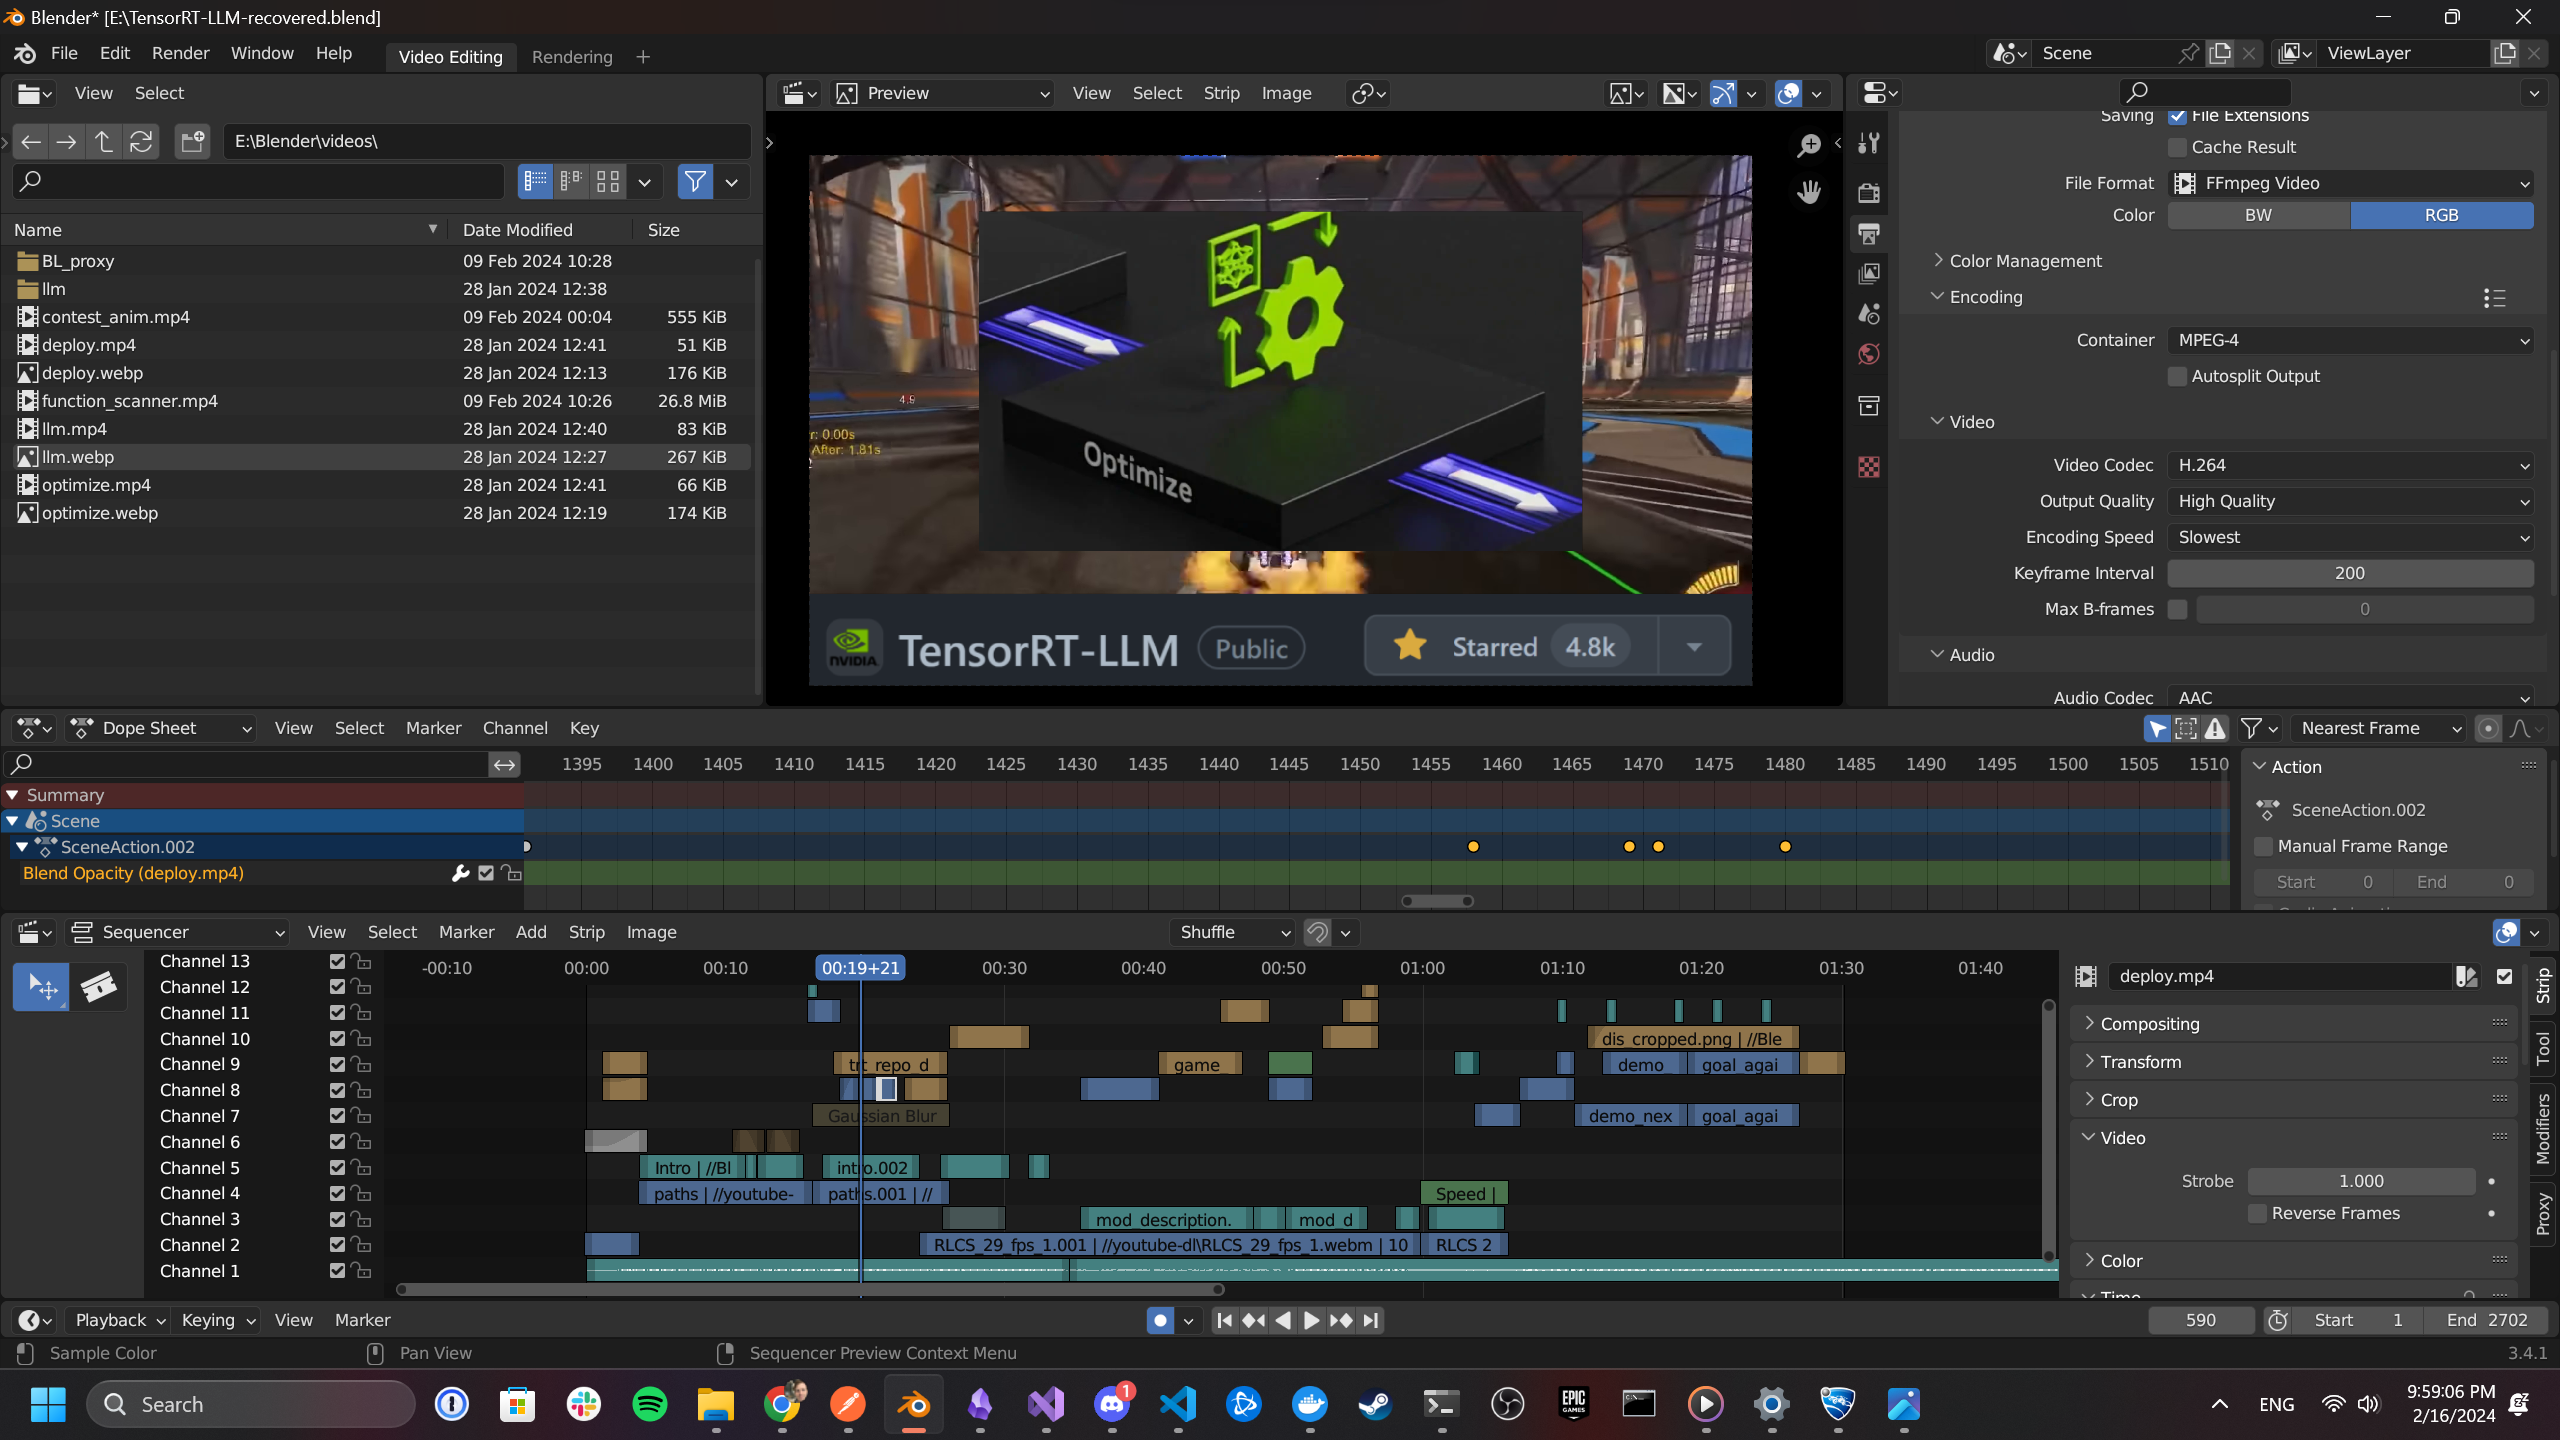 Blender* [E:\TensorRT-LLM-recovered.blend]
File Edit Render Window Help Video Editing Rendering + Scene ViewLayer
View Select
E:\Blender\videos\
Name Date Modified Size
BL_proxy 09 Feb 2024 10:28
llm 28 Jan 2024 12:38
contest_anim.mp4 09 Feb 2024 00:04 555 KiB
deploy.mp4 28 Jan 2024 12:41 51 KiB
deploy.webp 28 Jan 2024 12:13 176 KiB
function_scanner.mp4 09 Feb 2024 10:26 26.8 MiB
llm.mp4 28 Jan 2024 12:40 83 KiB
llm.webp 28 Jan 2024 12:27 267 KiB
optimize.mp4 28 Jan 2024 12:41 66 KiB
optimize.webp 28 Jan 2024 12:19 174 KiB
Preview View Select Strip Image
4.9
r: 0.00s
After: 1.81s
Optimize
NVIDIA. TensorRT-LLM Public Starred 4.8k
Saving File Extensions
Cache Result
File Format FFmpeg Video
Color BW RGB
Color Management
Encoding
Container MPEG-4
Autosplit Output
Video
Video Codec H.264
Output Quality High Quality
Encoding Speed Slowest
Keyframe Interval 200
Max B-frames 0
Audio
Audio Codec AAC
Dope Sheet View Select Marker Channel Key Nearest Frame
1395 1400 1405 1410 1415 1420 1425 1430 1435 1440 1445 1450 1455 1460 1465 1470 1475 1480 1485 1490 1495 1500 1505 1510
Summary
Scene
SceneAction.002
Blend Opacity (deploy.mp4)
Action
SceneAction.002
Manual Frame Range
Start 0 End 0
Sequencer View Select Marker Add Strip Image Shuffle
-00:10 00:00 00:10 00:19+21 00:30 00:40 00:50 01:00 01:10 01:20 01:30 01:40
Channel 13
Channel 12
Channel 11
Channel 10 dis_cropped.png | //Ble
Channel 9 trt_repo_d game_ demo_ goal_agai
Channel 8
Channel 7 Gaussian Blur demo_nex goal_agai
Channel 6
Channel 5 Intro | //Bl intro.002
Channel 4 paths | //youtube- paths.001 | // Speed |
Channel 3 mod_description. mod_d
Channel 2 RLCS_29_fps_1.001 | //youtube-dl\RLCS_29_fps_1.webm | 10 RLCS 2
Channel 1
deploy.mp4
Compositing
Transform
Crop
Video
Strobe 1.000
Reverse Frames
Color
Time
Strip
Tool
Modifiers
Proxy
Playback Keying View Marker 590 Start 1 End 2702
Sample Color Pan View Sequencer Preview Context Menu 3.4.1
Search 1 EPIC GAMES ENG 9:59:06 PM
2/16/2024